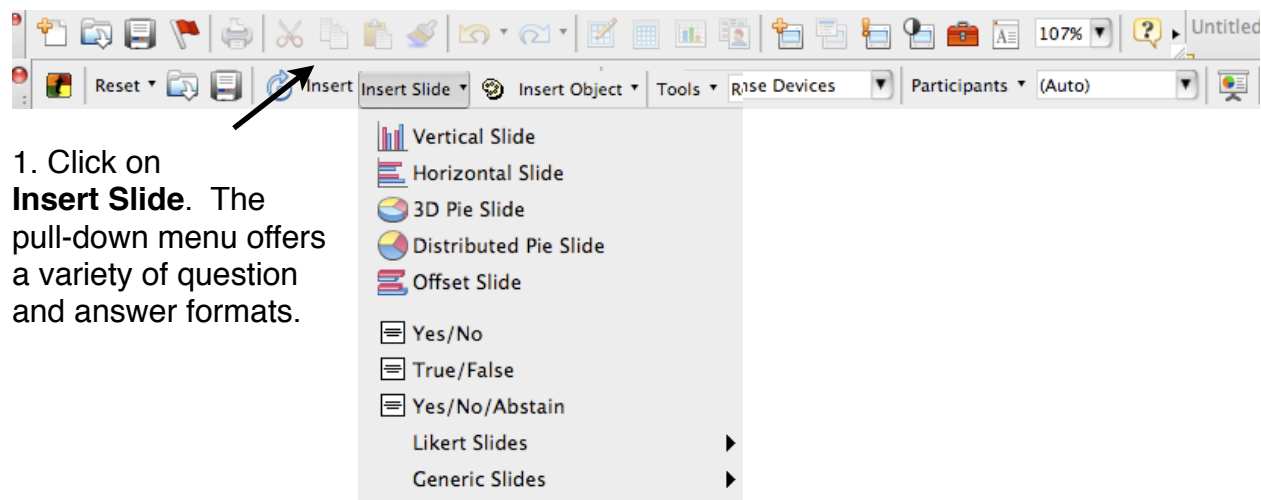 107% Untitled
Reset Insert Insert Slide Insert Object Tools nse Devices Participants (Auto)
1. Click on
Insert Slide. The
pull-down menu offers
a variety of question
and answer formats.
Vertical Slide
Horizontal Slide
3D Pie Slide
Distributed Pie Slide
Offset Slide
Yes/No
True/False
Yes/No/Abstain
Likert Slides
Generic Slides